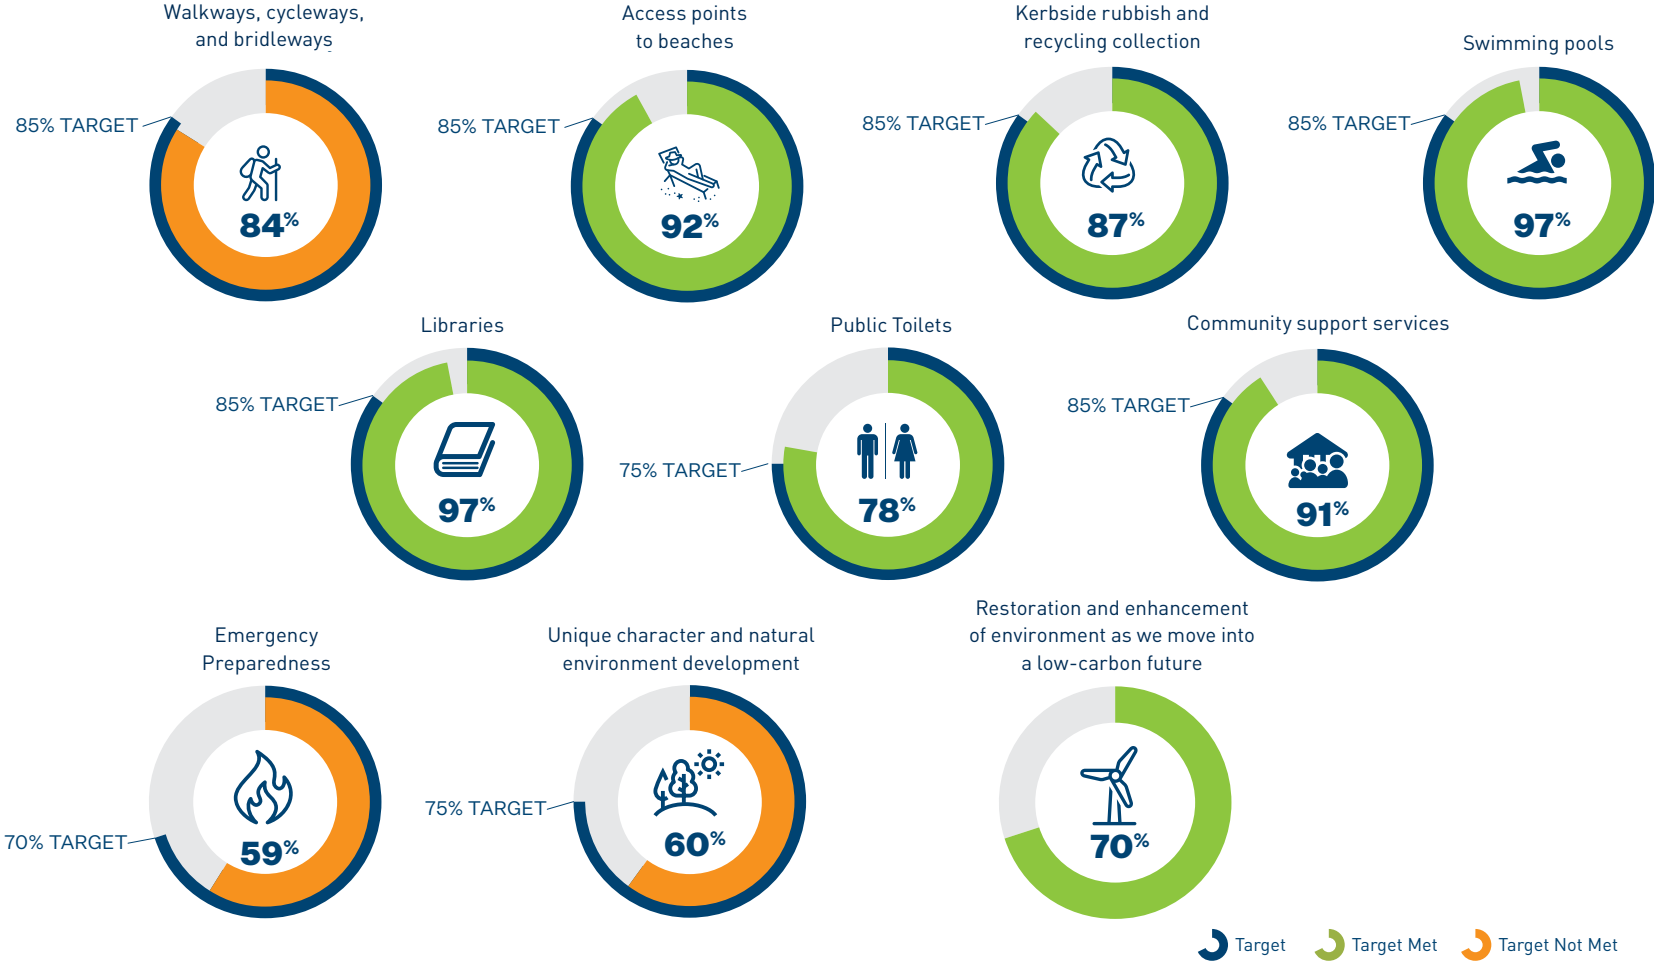 Walkways, cycleways,
and bridleways
85% TARGET
84%
Access points
to beaches
85% TARGET
92%
Kerbside rubbish and
recycling collection
85% TARGET
87%
Swimming pools
85% TARGET
97%
Libraries
85% TARGET
97%
Public Toilets
75% TARGET
78%
Community support services
85% TARGET
91%
Emergency
Preparedness
70% TARGET
59%
Unique character and natural
environment development
75% TARGET
60%
Restoration and enhancement
of environment as we move into
a low-carbon future
70%
Target
Target Met
Target Not Met